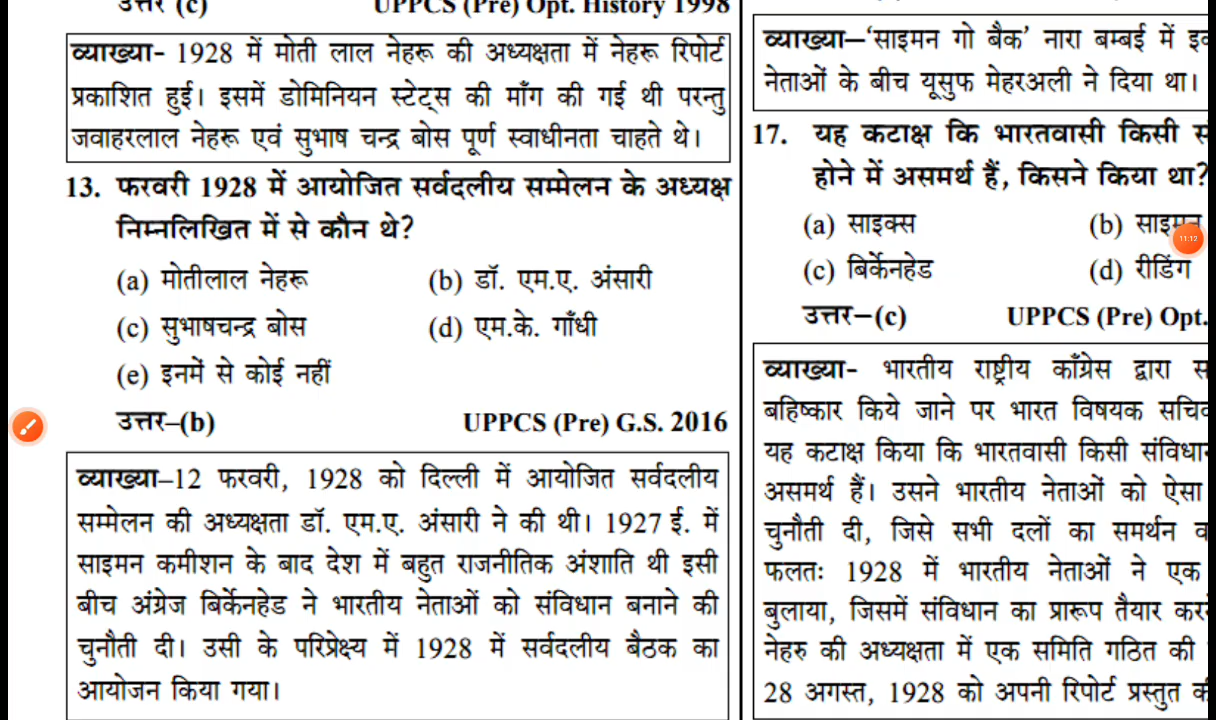 उत्तर (c) UPPCS (Pre) Opt. History 1998
व्याख्या- 1928 में मोती लाल नेहरू की अध्यक्षता में नेहरू रिपोर्ट
प्रकाशित हुई। इसमें डोमिनियन स्टेट्स की माँग की गई थी परन्तु
जवाहरलाल नेहरू एवं सुभाष चन्द्र बोस पूर्ण स्वाधीनता चाहते थे।
13. फरवरी 1928 में आयोजित सर्वदलीय सम्मेलन के अध्यक्ष
निम्नलिखित में से कौन थे?
(a) मोतीलाल नेहरू (b) डॉ. एम.ए. अंसारी
(c) सुभाषचन्द्र बोस (d) एम.के. गाँधी
(e) इनमें से कोई नहीं
उत्तर–(b) UPPCS (Pre) G.S. 2016
व्याख्या–12 फरवरी, 1928 को दिल्ली में आयोजित सर्वदलीय
सम्मेलन की अध्यक्षता डॉ. एम.ए. अंसारी ने की थी। 1927 ई. में
साइमन कमीशन के बाद देश में बहुत राजनीतिक अंशाति थी इसी
बीच अंग्रेज बिर्केनहेड ने भारतीय नेताओं को संविधान बनाने की
चुनौती दी। उसी के परिप्रेक्ष्य में 1928 में सर्वदलीय बैठक का
आयोजन किया गया।
व्याख्या–‘साइमन गो बैक’ नारा बम्बई में
नेताओं के बीच यूसुफ मेहरअली ने दिया था।
17. यह कटाक्ष कि भारतवासी किसी
होने में असमर्थ हैं, किसने किया था?
(a) साइक्स (b) साइमन
11:12
(c) बिर्केनहेड (d) रीडिंग
उत्तर–(c) UPPCS (Pre) Opt.
व्याख्या- भारतीय राष्ट्रीय काँग्रेस द्वारा
बहिष्कार किये जाने पर भारत विषयक
यह कटाक्ष किया कि भारतवासी किसी
असमर्थ हैं। उसने भारतीय नेताओं को ऐसा
चुनौती दी, जिसे सभी दलों का समर्थन
फलतः 1928 में भारतीय नेताओं ने एक
बुलाया, जिसमें संविधान का प्रारूप तैयार
नेहरु की अध्यक्षता में एक समिति गठित की
28 अगस्त, 1928 को अपनी रिपोर्ट प्रस्तुत